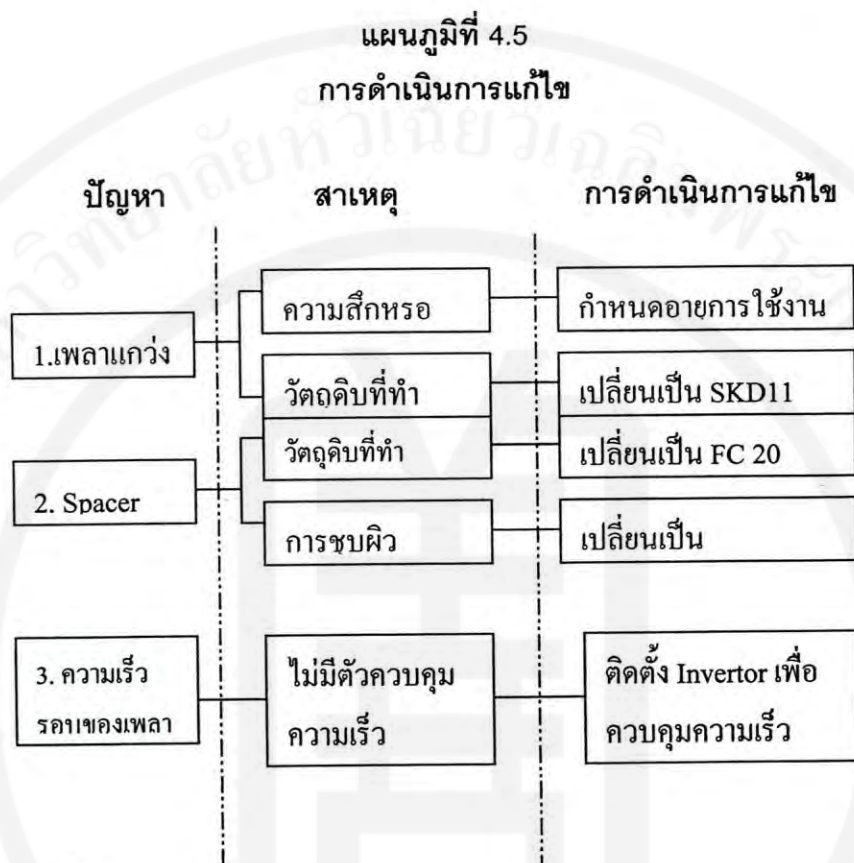 แผนภูมิที่ 4.5
การดำเนินการแก้ไข
ปัญหา สาเหตุ การดำเนินการแก้ไข
1.เพลาแกว่ง
ความสึกหรอ
กำหนดอายุการใช้งาน
วัตถุดิบที่ทำ
เปลี่ยนเป็น SKD11
2. Spacer
วัตถุดิบที่ทำ
เปลี่ยนเป็น FC 20
การชุบผิว
เปลี่ยนเป็น
3. ความเร็ว
รอบของเพลา
ไม่มีตัวควบคุม
ความเร็ว
ติดตั้ง Invertor เพื่อ
ควบคุมความเร็ว